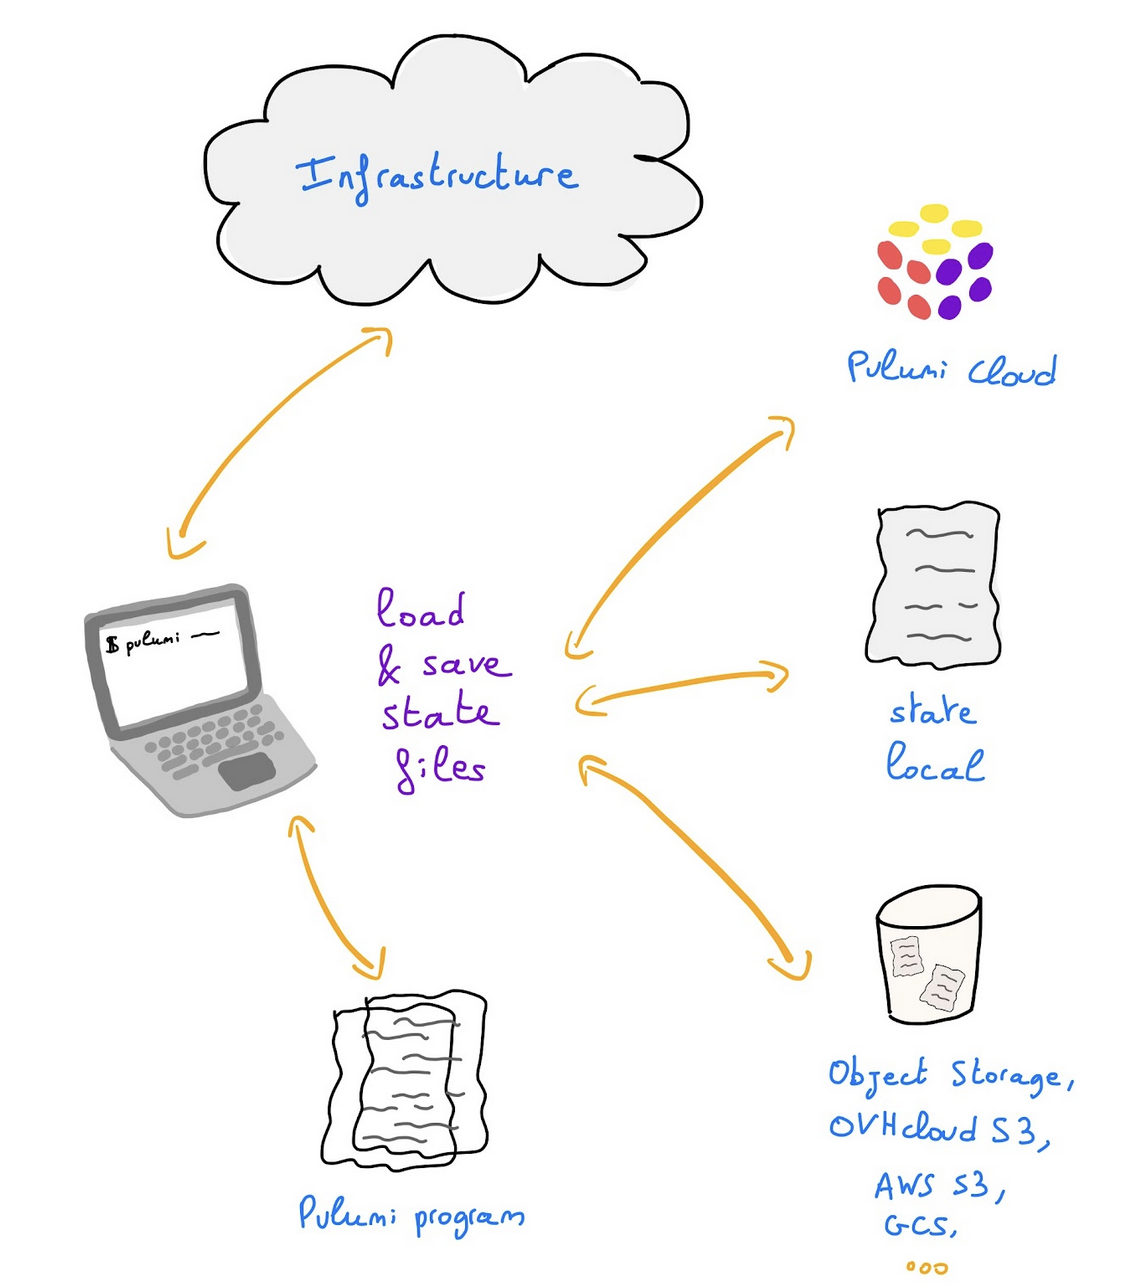 Infrastructure
Pulumi Cloud
$ pulumi —
load
& save
state
files
state
local
Object Storage,
OVHcloud S3,
AWS S3,
GCS,
ooo
Pulumi program